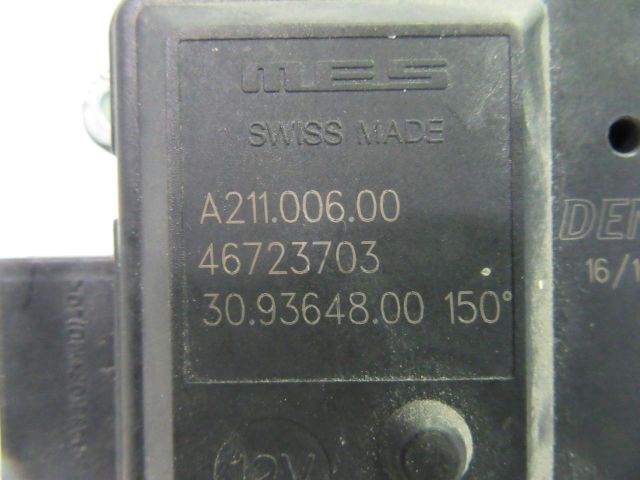 MES
SWISS MADE
A211.006.00
46723703
30.93648.00 150°
12V